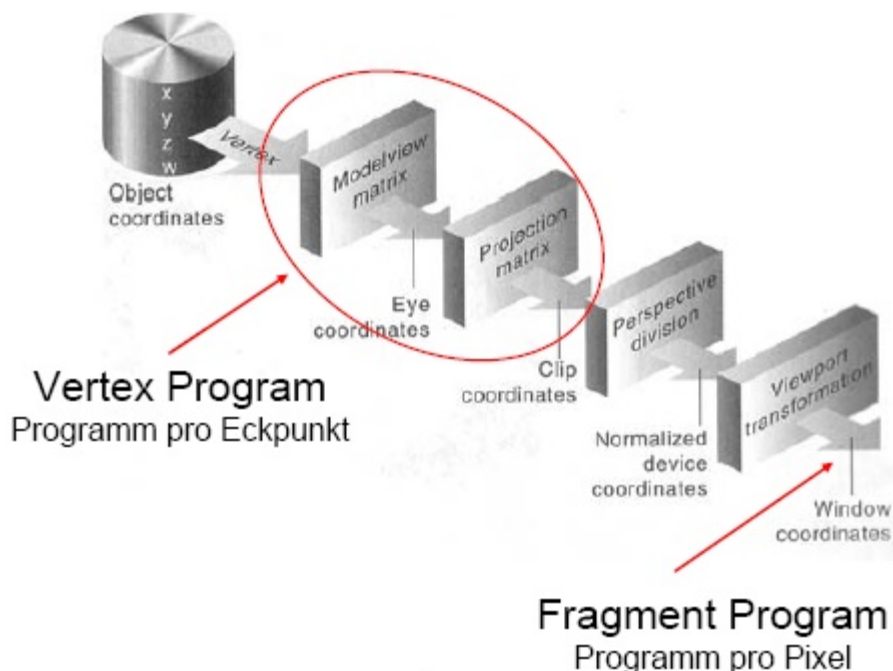 x
y
z
w
Vertex
Object
coordinates
Modelview
matrix
Eye
coordinates
Projection
matrix
Clip
coordinates
Perspective
division
Normalized
device
coordinates
Viewport
transformation
Window
coordinates
Vertex Program
Programm pro Eckpunkt
Fragment Program
Programm pro Pixel